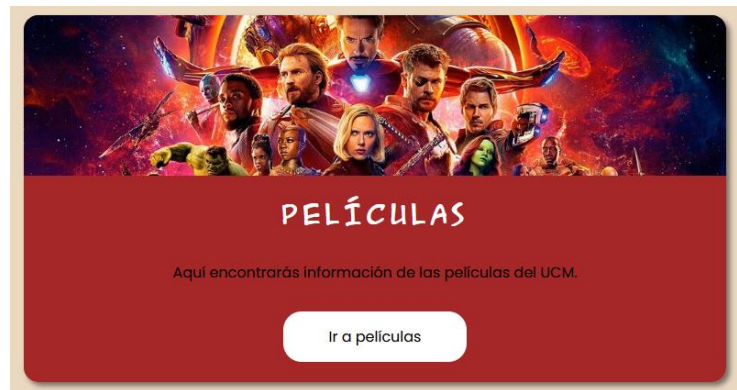 PELÍCULAS
Aquí encontrarás información de las películas del UCM.
Ir a películas